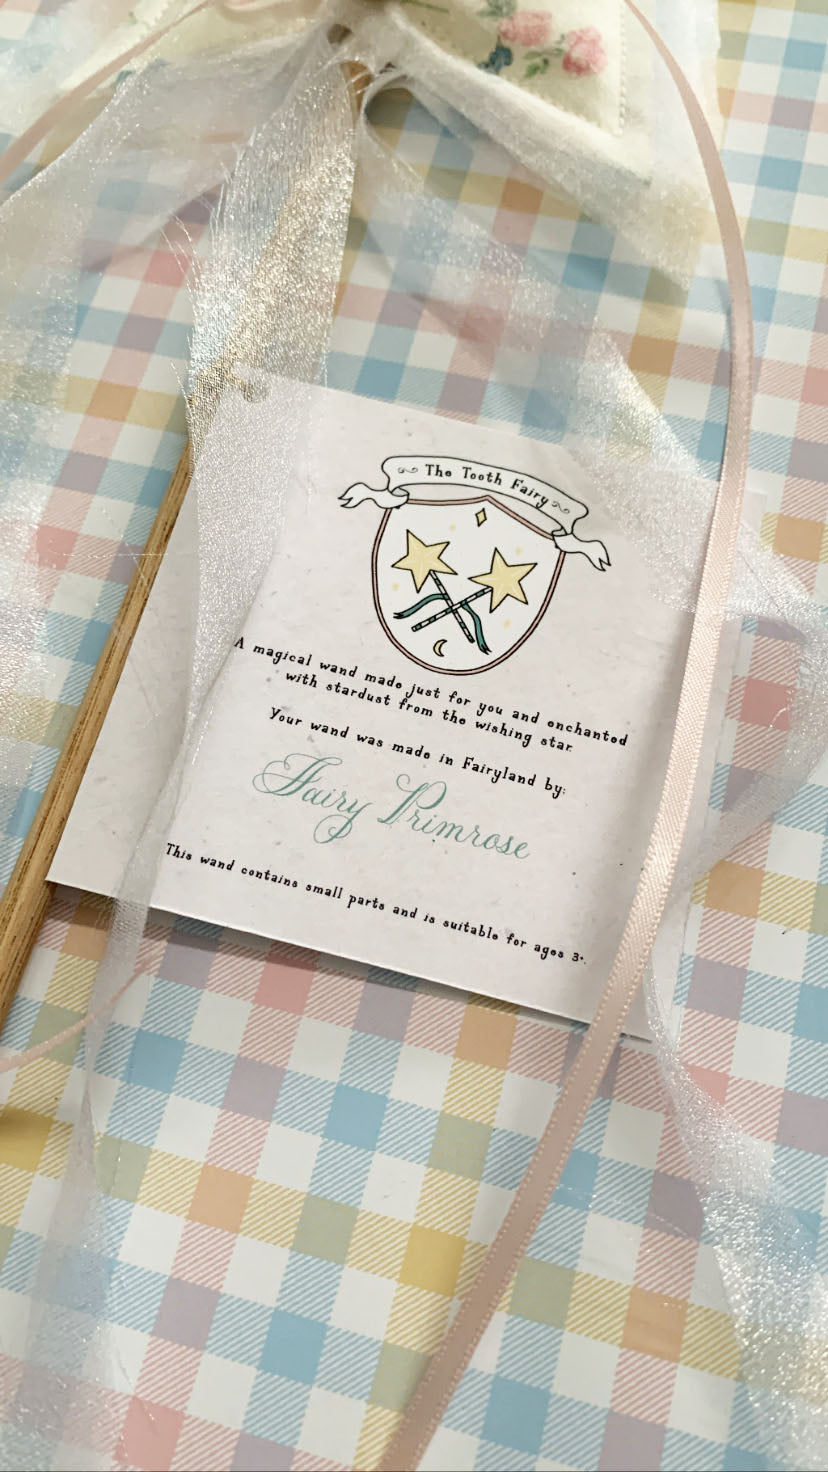 The Tooth Fairy
A magical wand made just for you and enchanted
with stardust from the wishing star.
Your wand was made in Fairyland by:
Fairy Primrose
This wand contains small parts and is suitable for ages 3+.